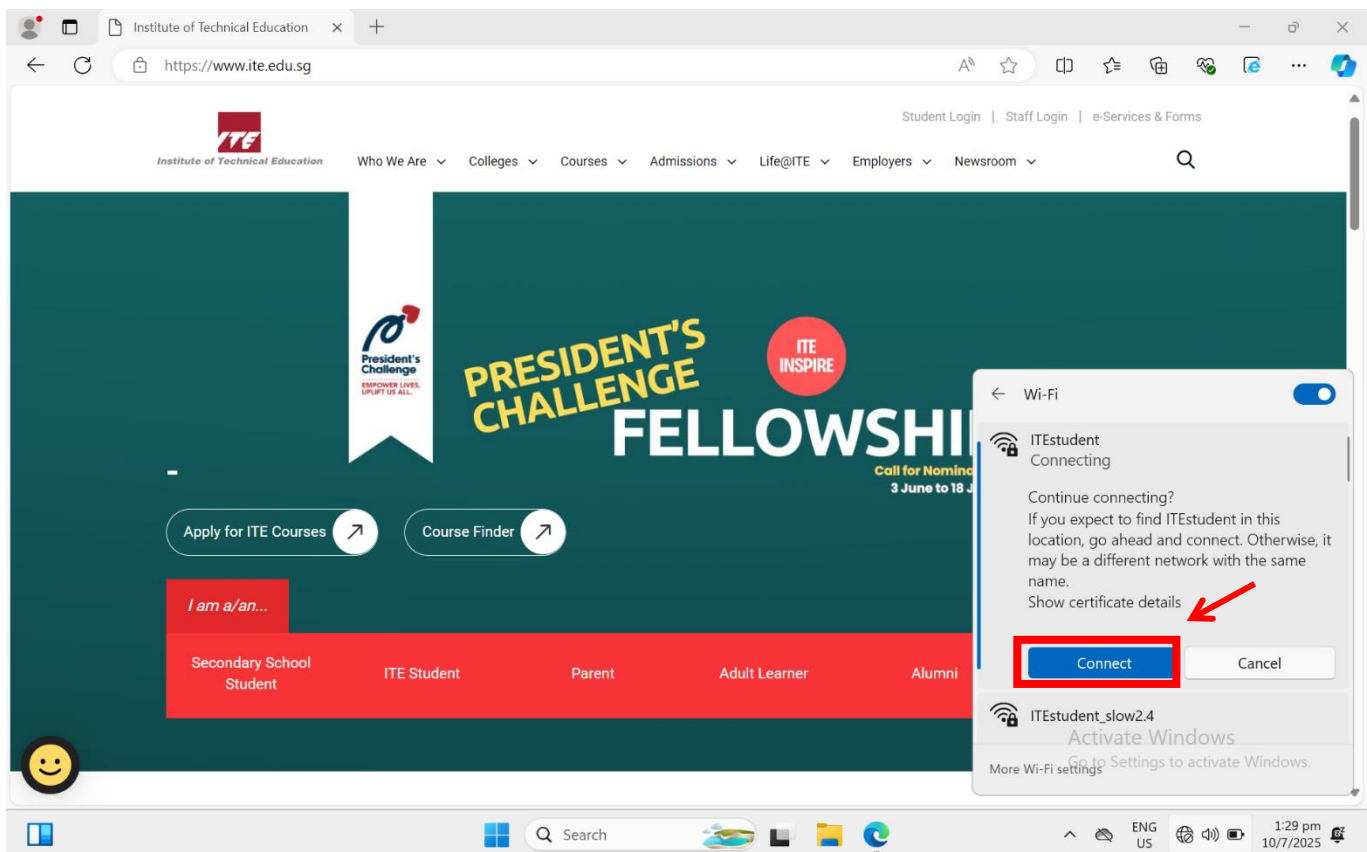 Institute of Technical Education
https://www.ite.edu.sg
Student Login | Staff Login | e-Services & Forms
ITE
Institute of Technical Education
Who We Are Colleges Courses Admissions Life@ITE Employers Newsroom
President's
Challenge
EMPOWER LIVES.
UPLIFT US ALL.
PRESIDENT'S
CHALLENGE
ITE
INSPIRE
FELLOWSHI
Call for Nomina
3 June to 18 J
Apply for ITE Courses
Course Finder
I am a/an...
Secondary School
Student
ITE Student
Parent
Adult Learner
Alumni
Wi-Fi
ITEstudent
Connecting
Continue connecting?
If you expect to find ITEstudent in this
location, go ahead and connect. Otherwise, it
may be a different network with the same
name.
Show certificate details
Connect
Cancel
ITEstudent_slow2.4
Activate Windows
Go to Settings to activate Windows.
More Wi-Fi settings
Search
ENG
US
1:29 pm
10/7/2025